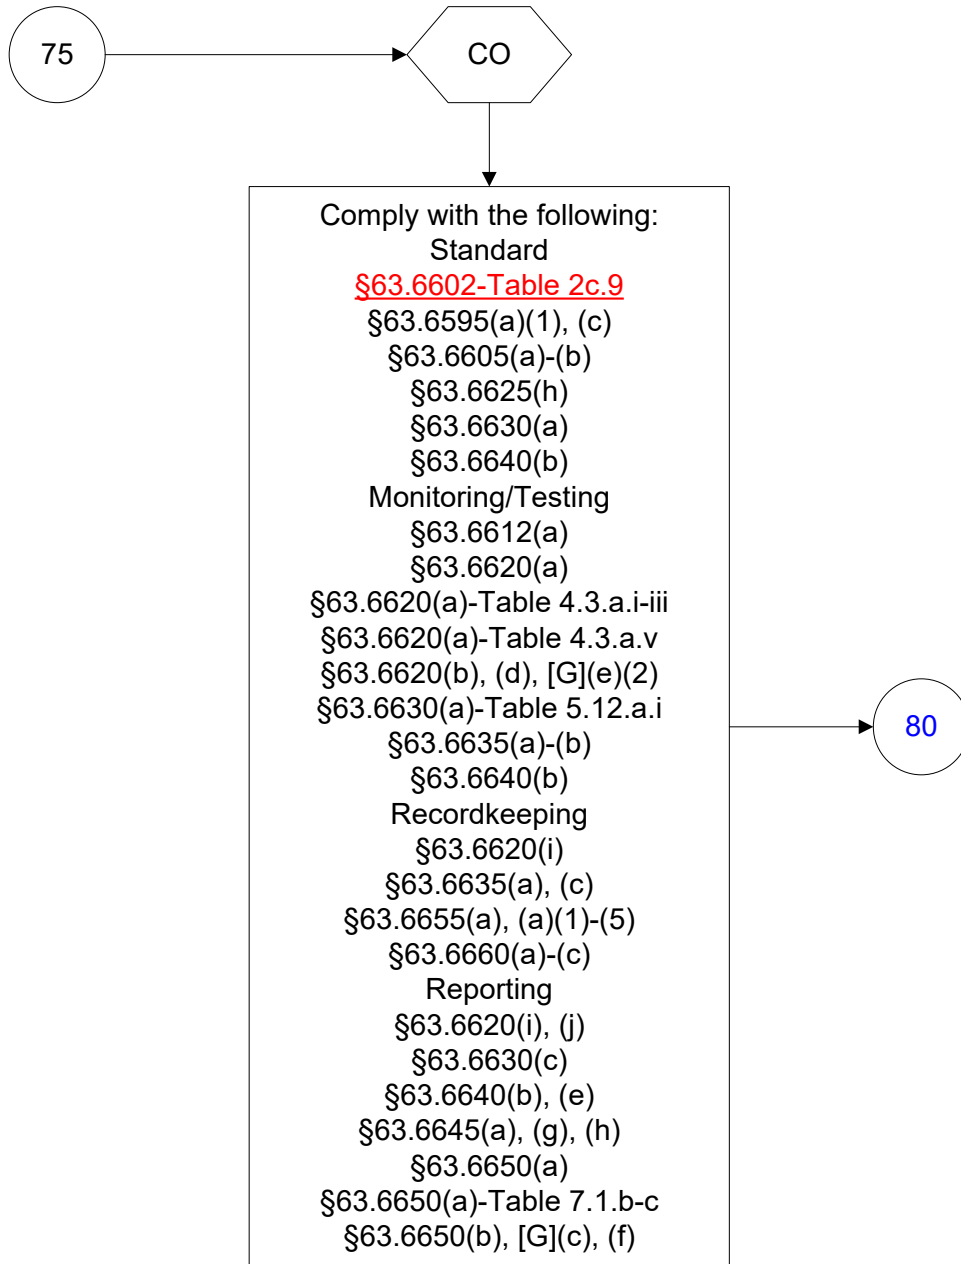 75
CO
Comply with the following:
Standard
§63.6602-Table 2c.9
§63.6595(a)(1), (c)
§63.6605(a)-(b)
§63.6625(h)
§63.6630(a)
§63.6640(b)
Monitoring/Testing
§63.6612(a)
§63.6620(a)
§63.6620(a)-Table 4.3.a.i-iii
§63.6620(a)-Table 4.3.a.v
§63.6620(b), (d), [G](e)(2)
§63.6630(a)-Table 5.12.a.i
§63.6635(a)-(b)
§63.6640(b)
Recordkeeping
§63.6620(i)
§63.6635(a), (c)
§63.6655(a), (a)(1)-(5)
§63.6660(a)-(c)
Reporting
§63.6620(i), (j)
§63.6630(c)
§63.6640(b), (e)
§63.6645(a), (g), (h)
§63.6650(a)
§63.6650(a)-Table 7.1.b-c
§63.6650(b), [G](c), (f)
80